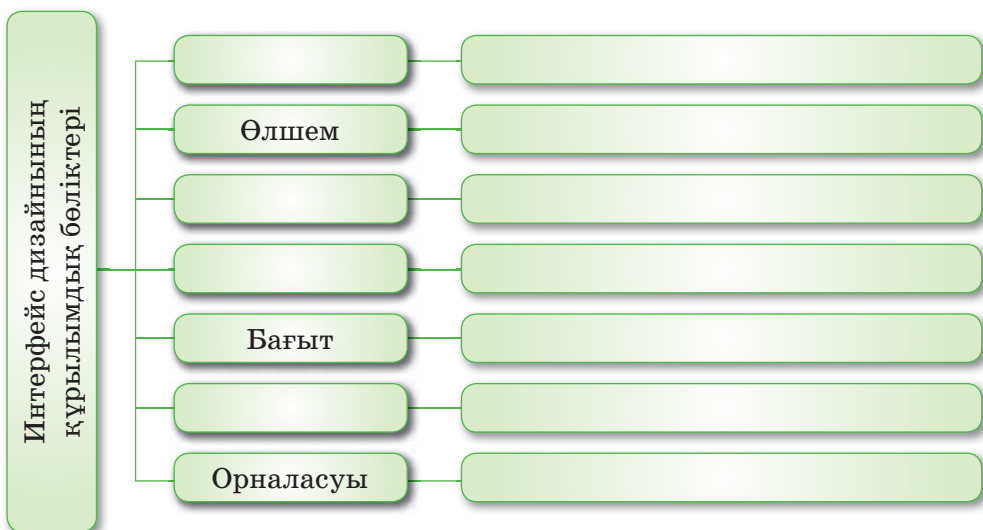 Интерфейс дизайнының
құрылымдық бөліктері
Өлшем
Бағыт
Орналасуы